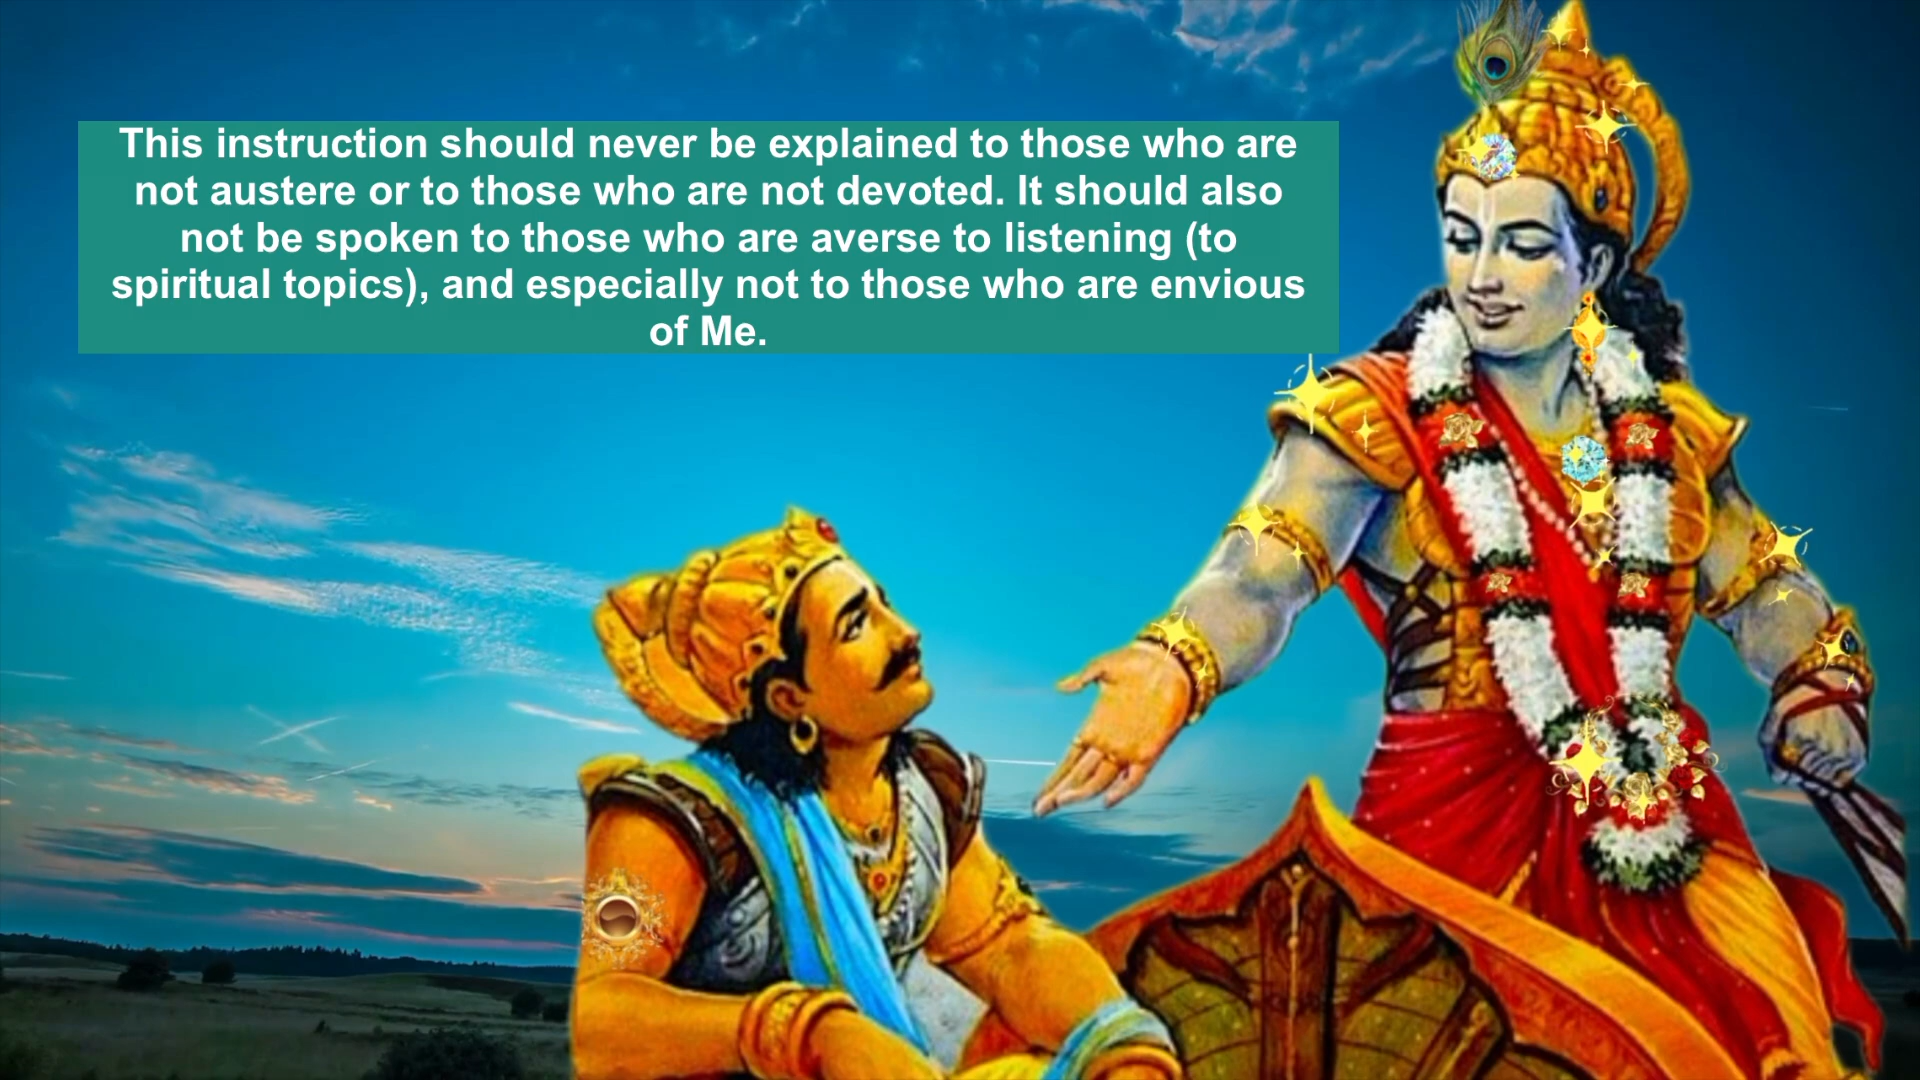 This instruction should never be explained to those who are
not austere or to those who are not devoted. It should also
not be spoken to those who are averse to listening (to
spiritual topics), and especially not to those who are envious
of Me.